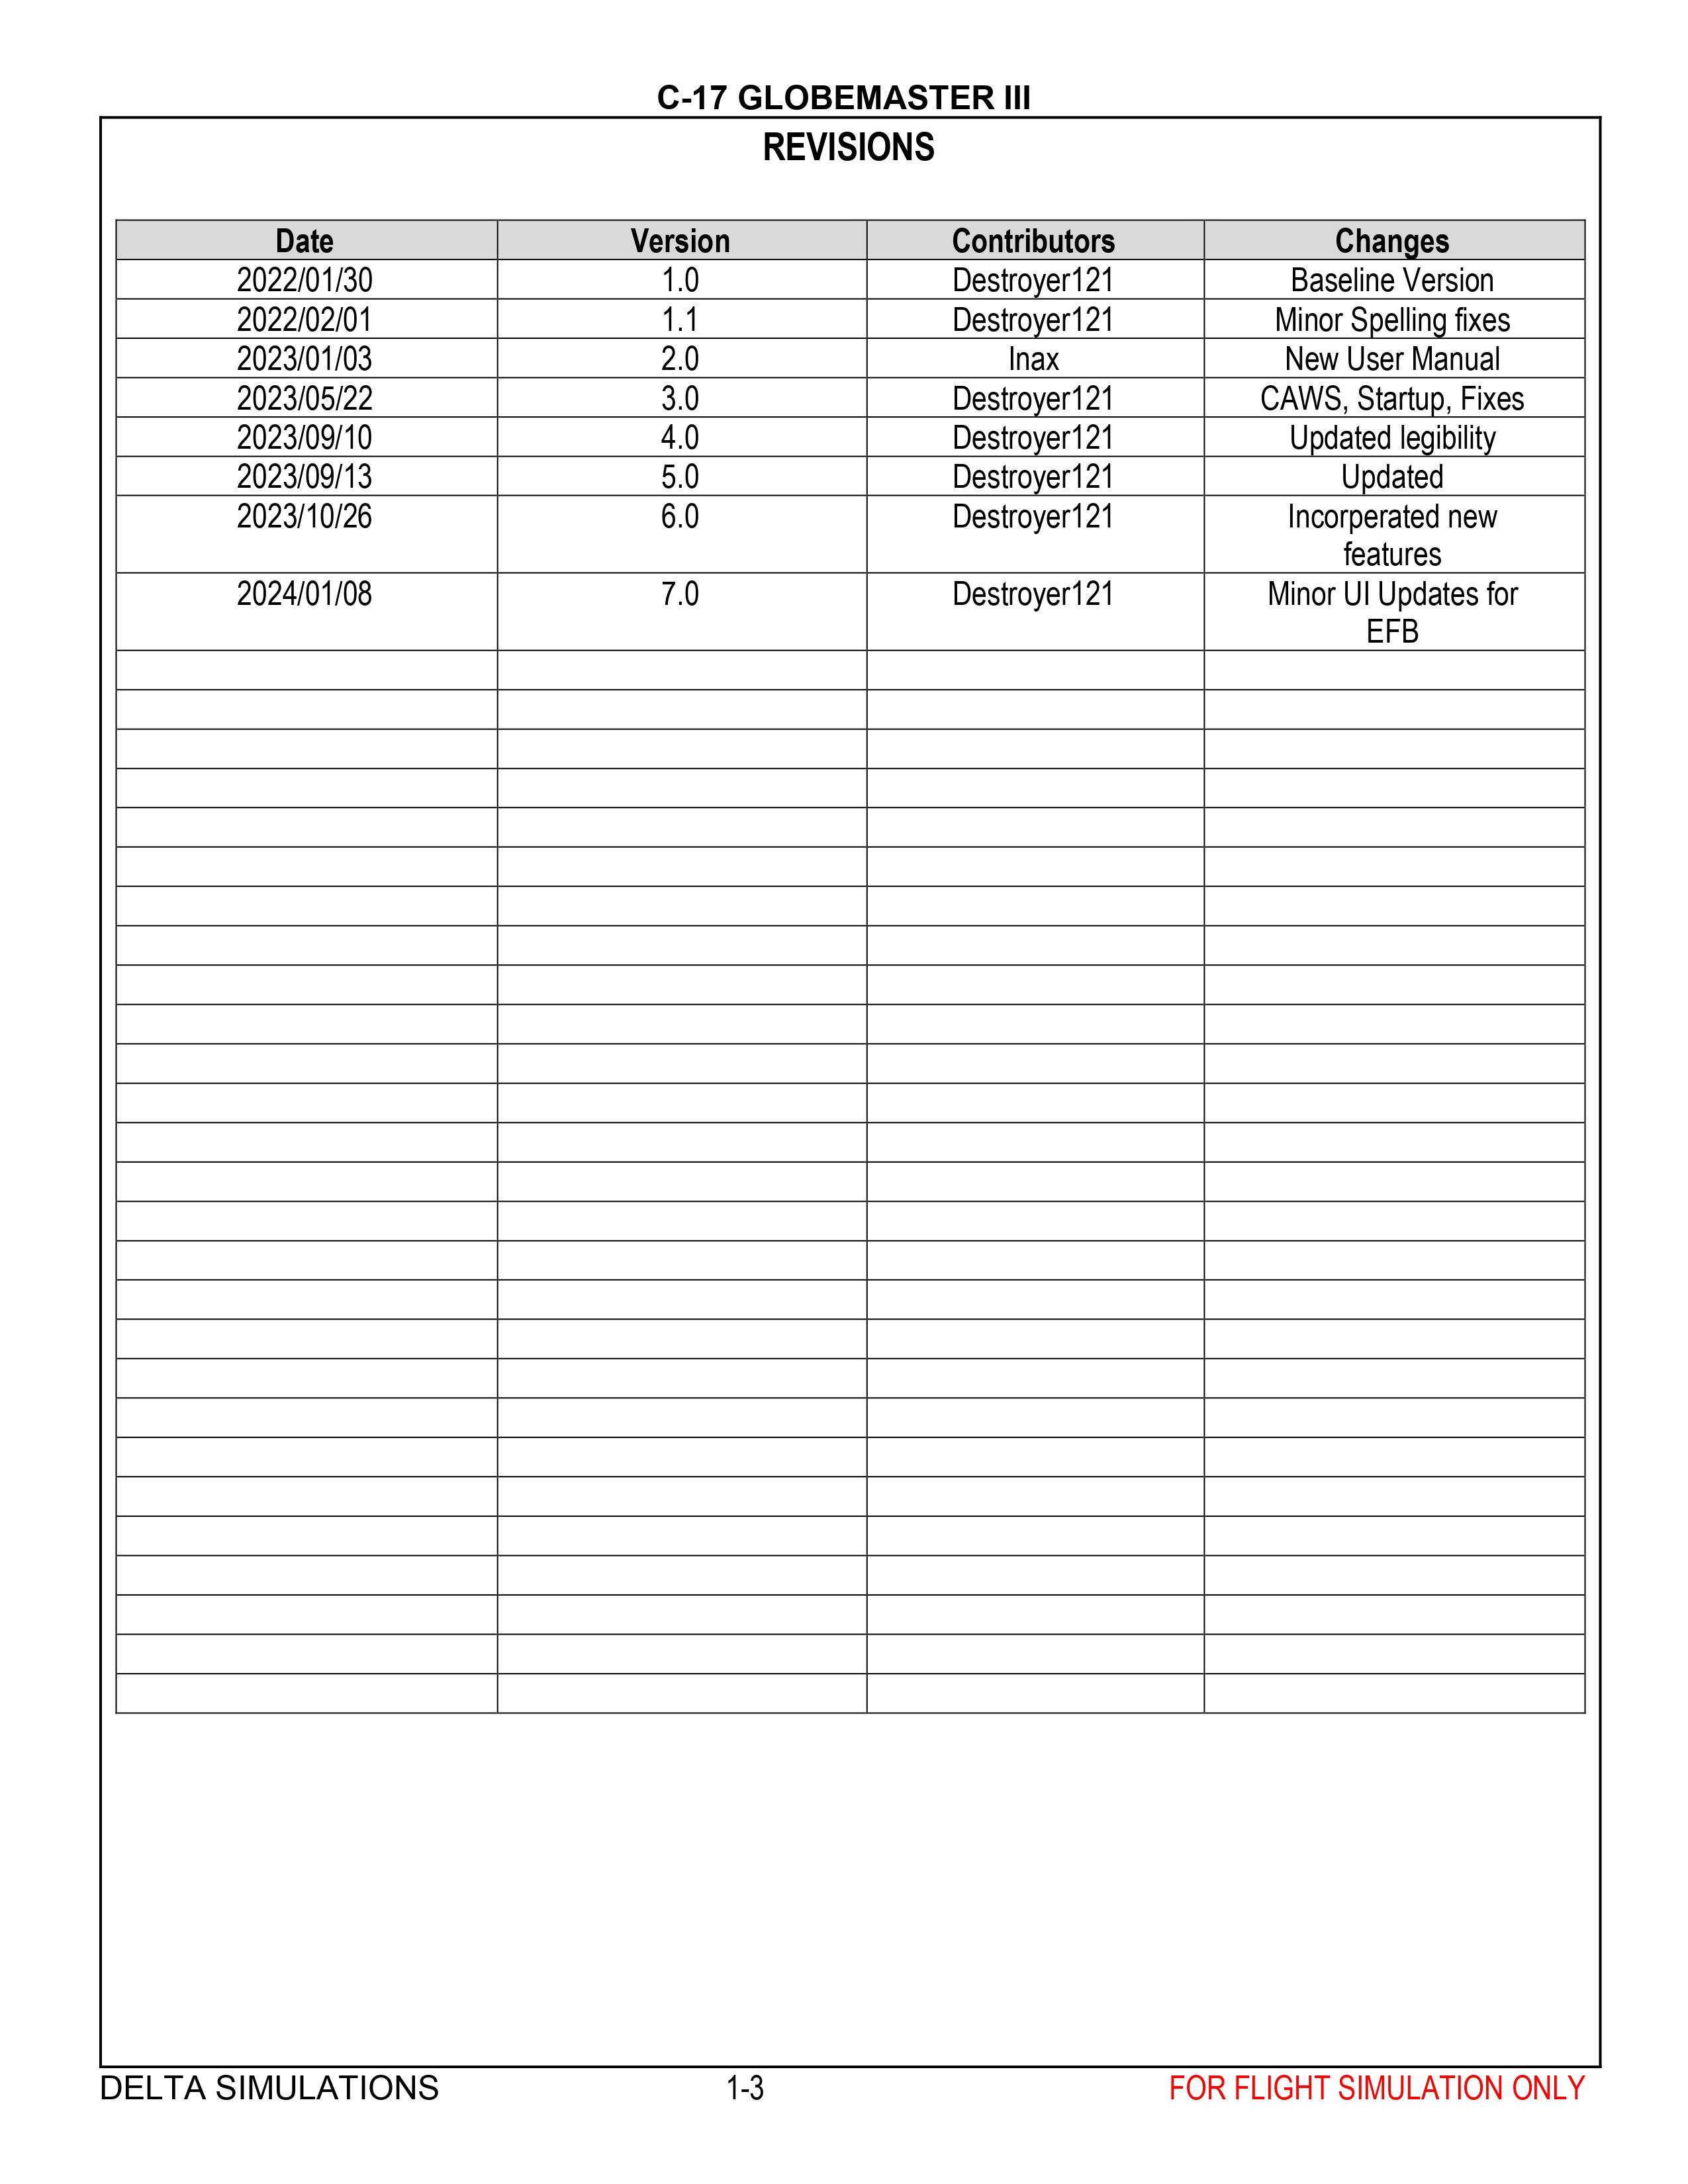 C-17 GLOBEMASTER III
REVISIONS
Date Version Contributors Changes
2022/01/30 1.0 Destroyer121 Baseline Version
2022/02/01 1.1 Destroyer121 Minor Spelling fixes
2023/01/03 2.0 Inax New User Manual
2023/05/22 3.0 Destroyer121 CAWS, Startup, Fixes
2023/09/10 4.0 Destroyer121 Updated legibility
2023/09/13 5.0 Destroyer121 Updated
2023/10/26 6.0 Destroyer121 Incorperated new
features
2024/01/08 7.0 Destroyer121 Minor UI Updates for
EFB
DELTA SIMULATIONS 1-3 FOR FLIGHT SIMULATION ONLY